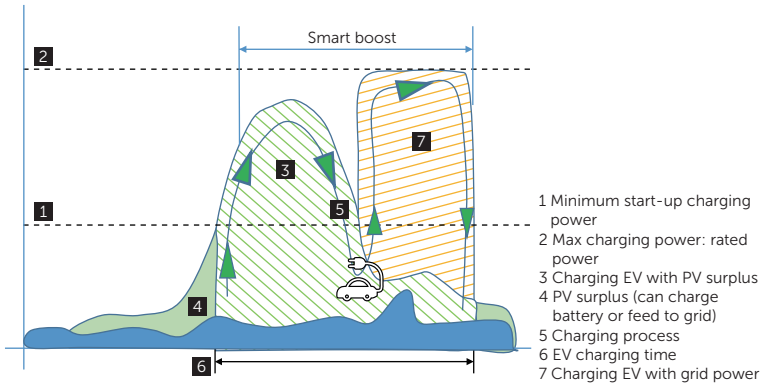 Smart boost
2
7
3
5
1
4
6
1 Minimum start-up charging
power
2 Max charging power: rated
power
3 Charging EV with PV surplus
4 PV surplus (can charge
battery or feed to grid)
5 Charging process
6 EV charging time
7 Charging EV with grid power